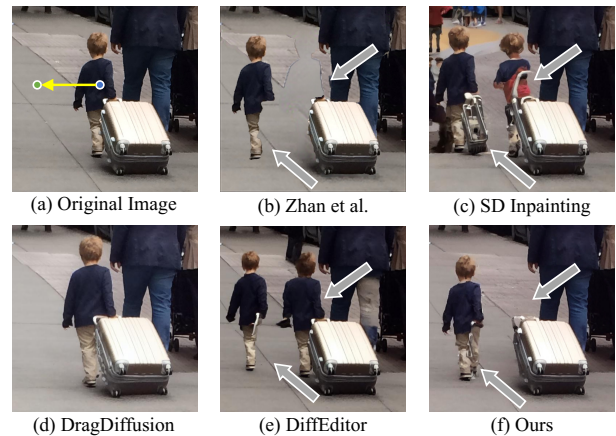 (a) Original Image
(b) Zhan et al.
(c) SD Inpainting
(d) DragDiffusion
(e) DiffEditor
(f) Ours